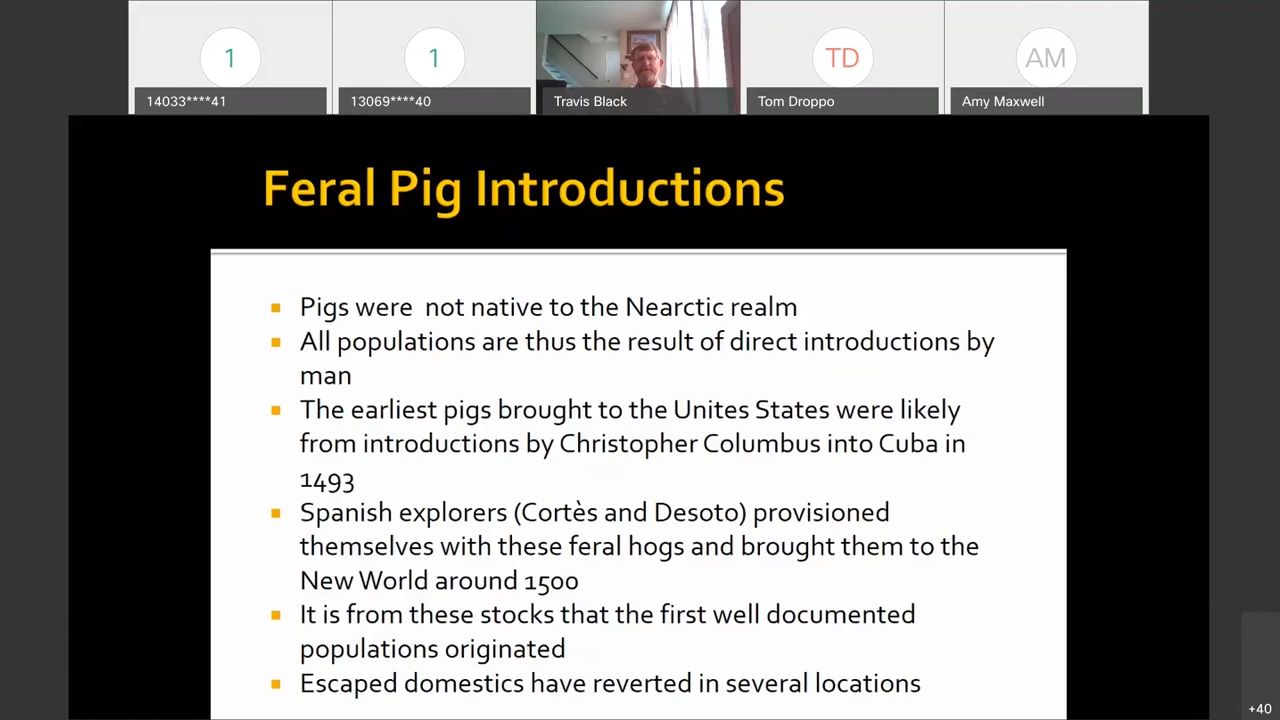 1
1
TD
AM
14033****41
13069****40
Travis Black
Tom Droppo
Amy Maxwell
Feral Pig Introductions
Pigs were not native to the Nearctic realm
All populations are thus the result of direct introductions by
man
The earliest pigs brought to the Unites States were likely
from introductions by Christopher Columbus into Cuba in
1493
Spanish explorers (Cortès and Desoto) provisioned
themselves with these feral hogs and brought them to the
New World around 1500
It is from these stocks that the first well documented
populations originated
Escaped domestics have reverted in several locations
+40